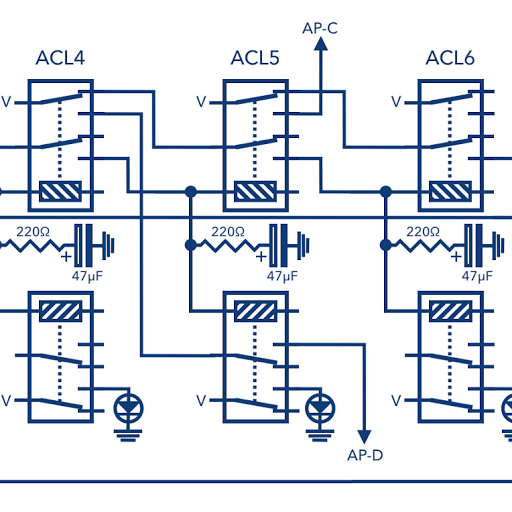 AP-C
ACL4 ACL5 ACL6
V V V
220Ω 220Ω 220Ω
+ + +
47µF 47µF 47µF
V V V
AP-D